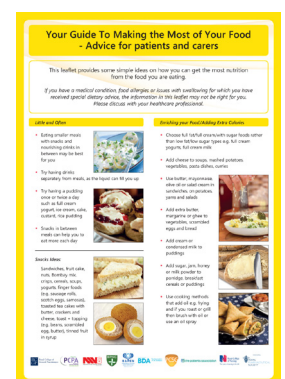 Your Guide To Making the Most of Your Food
- Advice for patients and carers
This leaflet provides some simple ideas on how you can get the most nutrition
from the food you are eating.
If you have a medical condition, food allergies or issues with swallowing for which you have
received special dietary advice, the information in this leaflet may not be right for you.
Please discuss with your healthcare professional.
Little and Often
• Eating smaller meals
with snacks and
nourishing drinks in
between may be best
for you
• Try having drinks
separately from meals, as the liquid can fill you up
• Try having a pudding
once or twice a day
such as full cream
yogurt, ice cream, cake,
custard, rice pudding
• Snacks in between
meals can help you to
eat more each day
Snack Ideas
Sandwiches, fruit cake,
nuts, Bombay mix,
crisps, cereals, soups,
yogurts, finger foods
(e.g. sausage rolls,
scotch eggs, samosas),
toasted tea cakes with
butter, crackers and
cheese, toast + topping
(e.g. beans, scrambled
egg, butter), tinned fruit
in syrup
Enriching your Food/Adding Extra Calories
• Choose full fat/full cream/with sugar foods rather
than low fat/low sugar types e.g. full cream
yogurt, full cream milk
• Add cheese to soups, mashed potatoes,
vegetables, pasta dishes, curries
• Use butter, mayonnaise,
olive oil or salad cream in
sandwiches, on potatoes,
yams and salads
• Add extra butter,
margarine or ghee to
vegetables, scrambled
eggs and bread
• Add cream or
condensed milk to
puddings
• Add sugar, jam, honey
or milk powder to
porridge, breakfast
cereals or puddings
• Use cooking methods
that add oil e.g. frying
and if you roast or grill
then brush with oil or
use an oil spray
PCPA
BDA